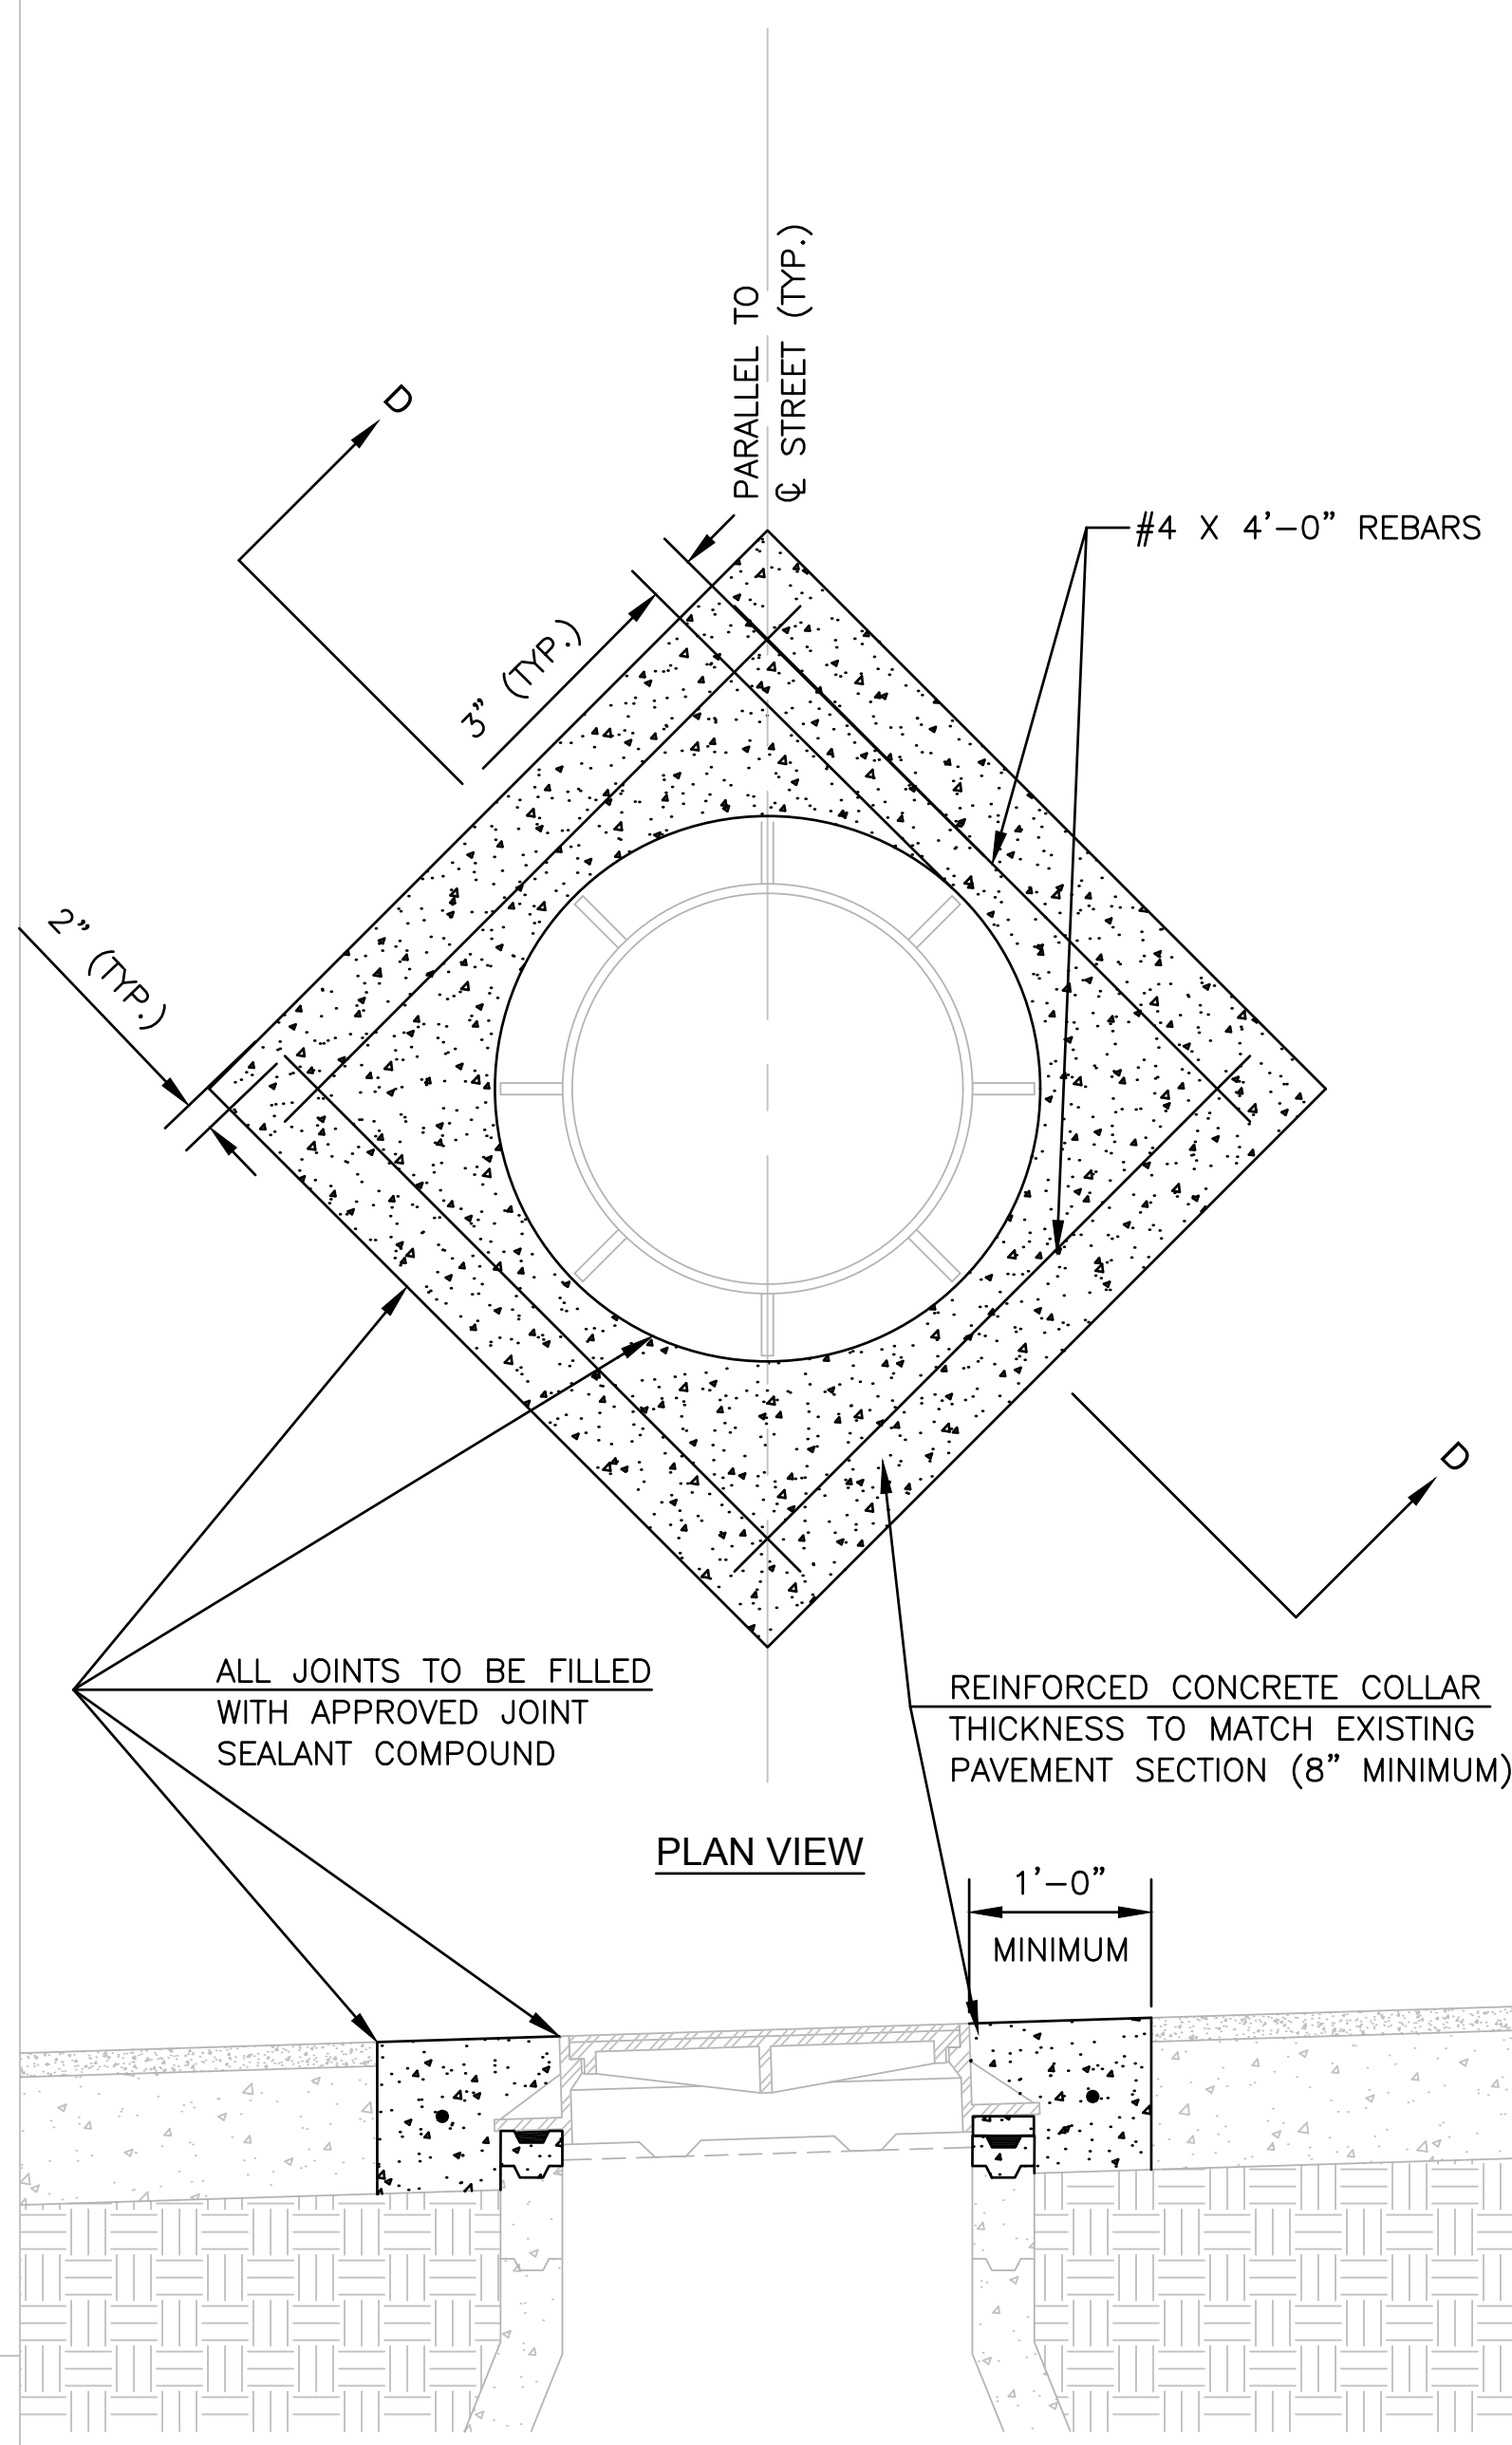 PARALLEL TO
℄ STREET (TYP.)
D
#4 X 4'-0" REBARS
3" (TYP.)
2" (TYP.)
D
ALL JOINTS TO BE FILLED
WITH APPROVED JOINT
SEALANT COMPOUND
REINFORCED CONCRETE COLLAR
THICKNESS TO MATCH EXISTING
PAVEMENT SECTION (8" MINIMUM)
PLAN VIEW
1'-0"
MINIMUM